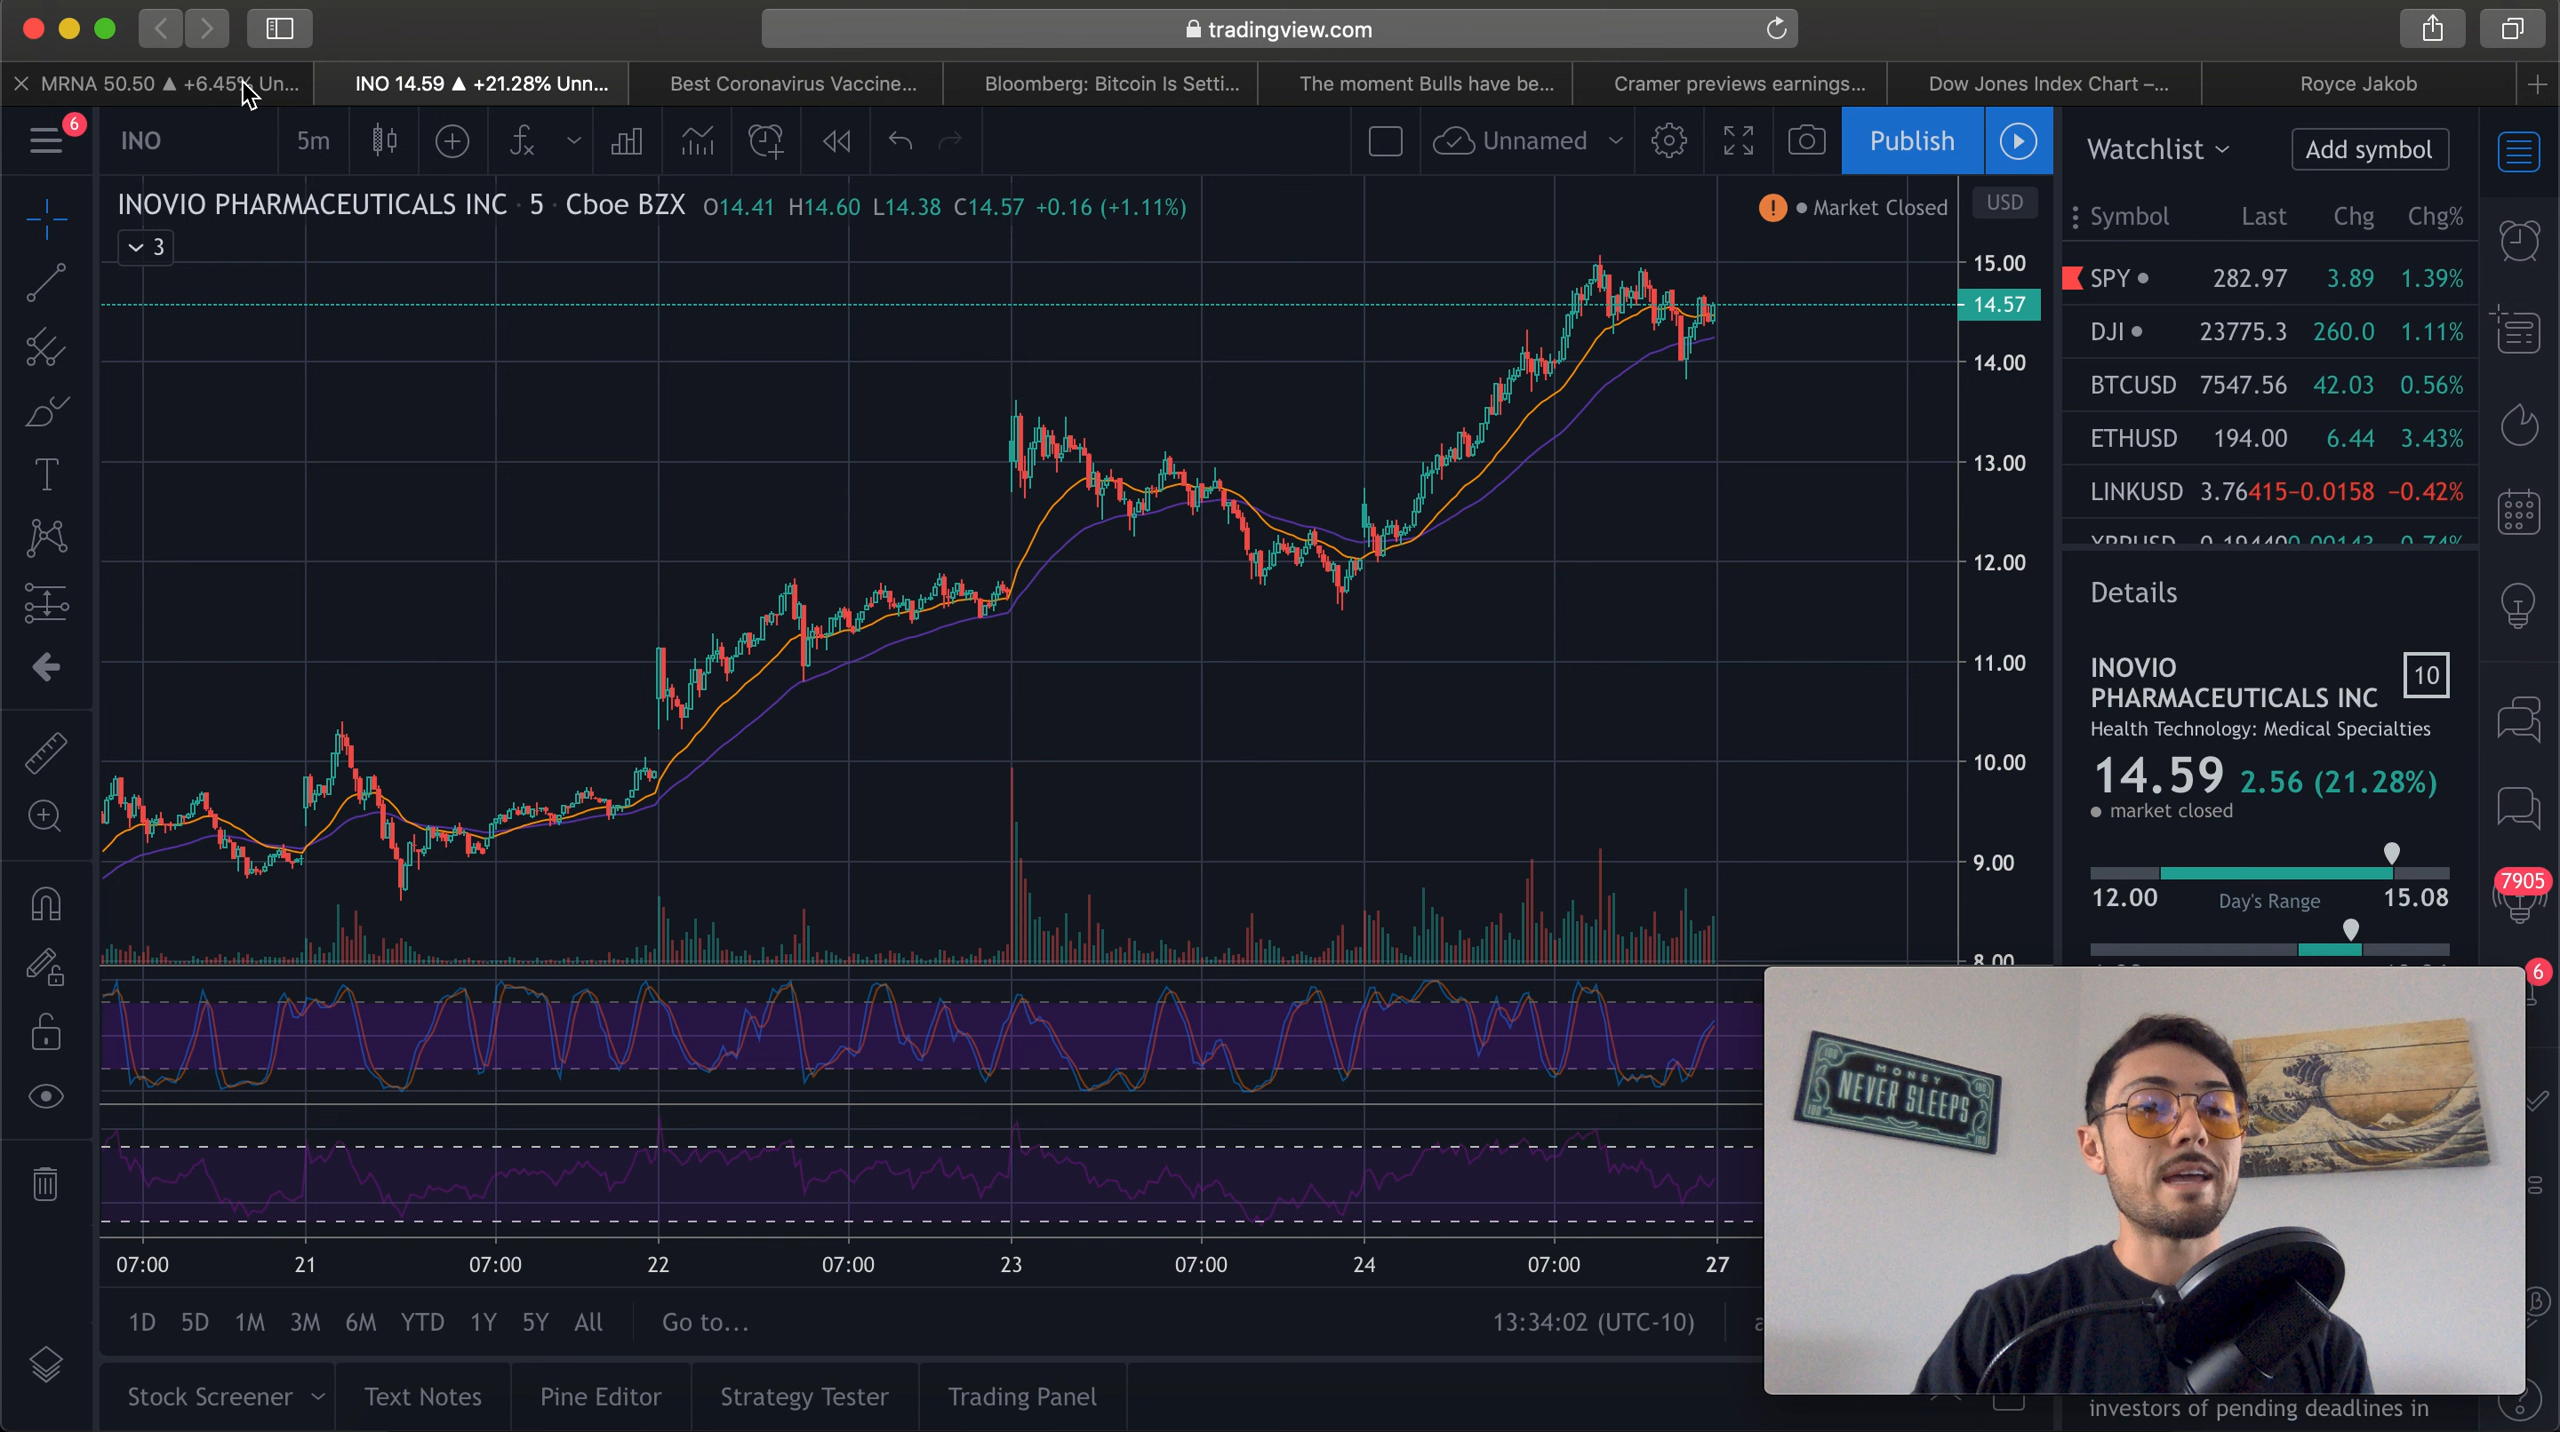 tradingview.com
MRNA 50.50 ▲ +6.45% Un...
INO 14.59 ▲ +21.28% Unn...
Best Coronavirus Vaccine...
Bloomberg: Bitcoin Is Setti...
The moment Bulls have be...
Cramer previews earnings...
Dow Jones Index Chart –...
Royce Jakob
6
INO
5m
Unnamed
Publish
Watchlist
Add symbol
INOVIO PHARMACEUTICALS INC · 5 · Cboe BZX O14.41 H14.60 L14.38 C14.57 +0.16 (+1.11%)
Market Closed
USD
3
Symbol Last Chg Chg%
SPY 282.97 3.89 1.39%
DJI 23775.3 260.0 1.11%
BTCUSD 7547.56 42.03 0.56%
ETHUSD 194.00 6.44 3.43%
LINKUSD 3.76415 −0.0158 −0.42%
15.00
14.57
14.00
13.00
12.00
11.00
10.00
9.00
8.00
Details
INOVIO
PHARMACEUTICALS INC
10
Health Technology: Medical Specialties
14.59 2.56 (21.28%)
market closed
12.00 Day's Range 15.08
7905
6
MONEY
NEVER SLEEPS
07:00 21 07:00 22 07:00 23 07:00 24 07:00 27
1D 5D 1M 3M 6M YTD 1Y 5Y All Go to...
13:34:02 (UTC-10)
Stock Screener Text Notes Pine Editor Strategy Tester Trading Panel
investors of pending deadlines in